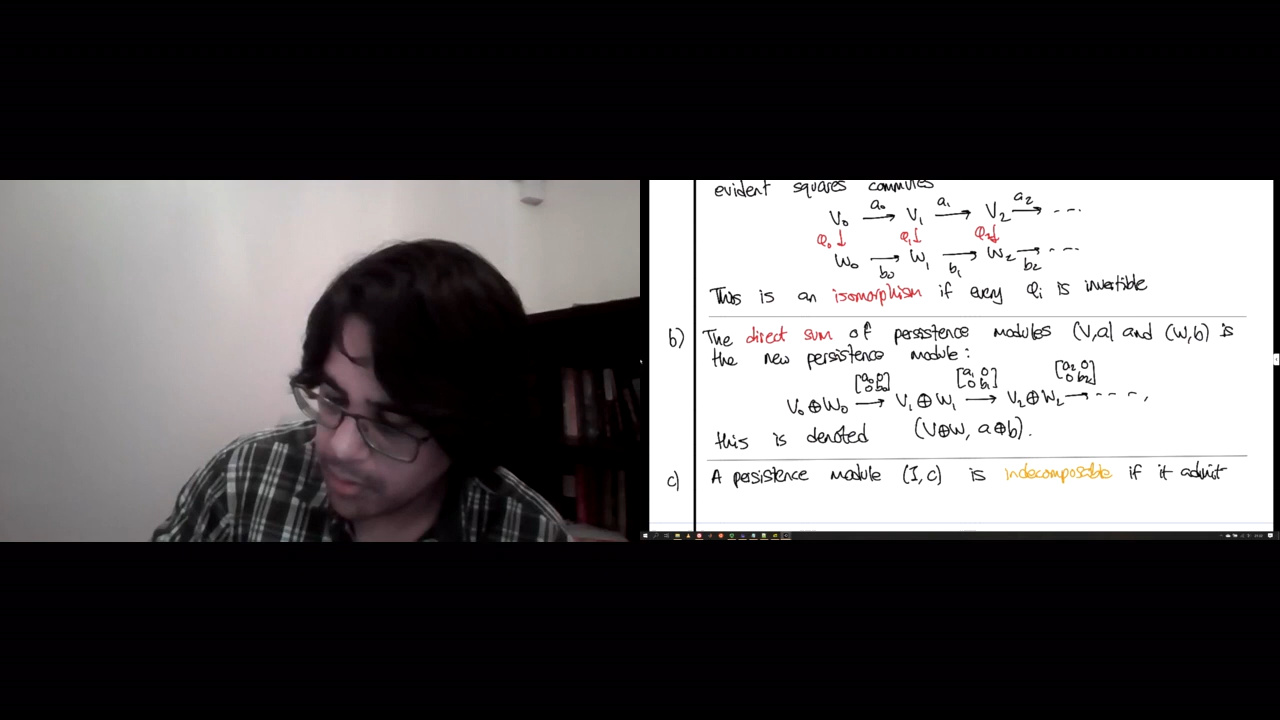 evident squares commutes
V₀ —a₀→ V₁ —a₁→ V₂ —a₂→ ....
φ₀↓ φ₁↓ φ₂↓
W₀ —b₀→ W₁ —b₁→ W₂ —b₂→ ....
This is an isomorphism if every φᵢ is invertible
b) The direct sum of persistence modules (V,a) and (W,b) is
the new persistence module:
[a₀ 0 [a₁ 0 [a₂ 0
0 b₀] 0 b₁] 0 b₂]
V₀⊕W₀ → V₁⊕W₁ → V₂⊕W₂ → ....,
this is denoted (V⊕W, a⊕b).
c) A persistence module (I,c) is indecomposable if it admit